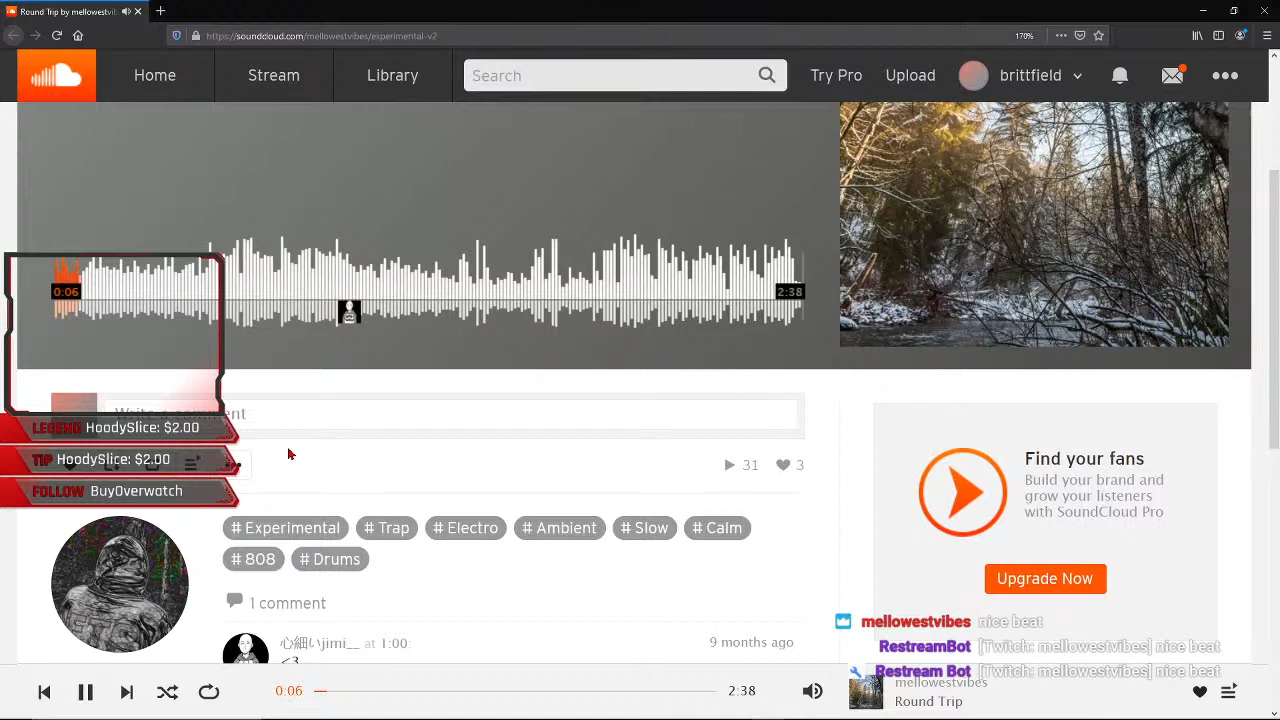 Round Trip by mellowestvib
https://soundcloud.com/mellowestvibes/experimental-v2
170%
Home
Stream
Library
Search
Try Pro
Upload
brittfield
0:06
2:38
Write a comment
LEGEND HoodySlice: $2.00
TIP HoodySlice: $2.00
FOLLOW BuyOverwatch
31
3
# Experimental
# Trap
# Electro
# Ambient
# Slow
# Calm
# 808
# Drums
1 comment
心細いjimi__ at 1:00:
9 months ago
<3
Find your fans
Build your brand and
grow your listeners
with SoundCloud Pro
Upgrade Now
mellowestvibes nice beat
RestreamBot [Twitch: mellowestvibes] nice beat
Restream Bot [Twitch: mellowestvibes] nice beat
0:06
2:38
mellowestvibes
Round Trip